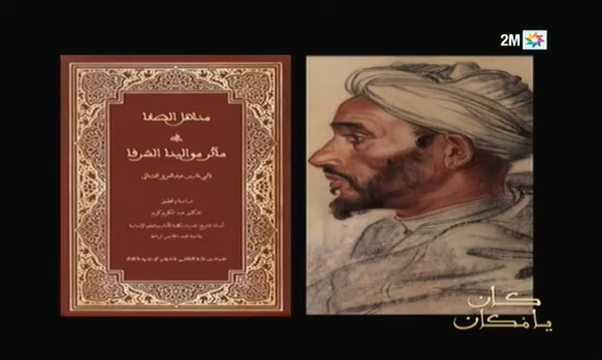 2M
مناهل الصفا
في
مآثر موالينا الشرفا
لأبي فارس عبد العزيز الفشتالي
دراسة وتحقيق
الدكتور عبد الكريم كريم
كان
يا مكان